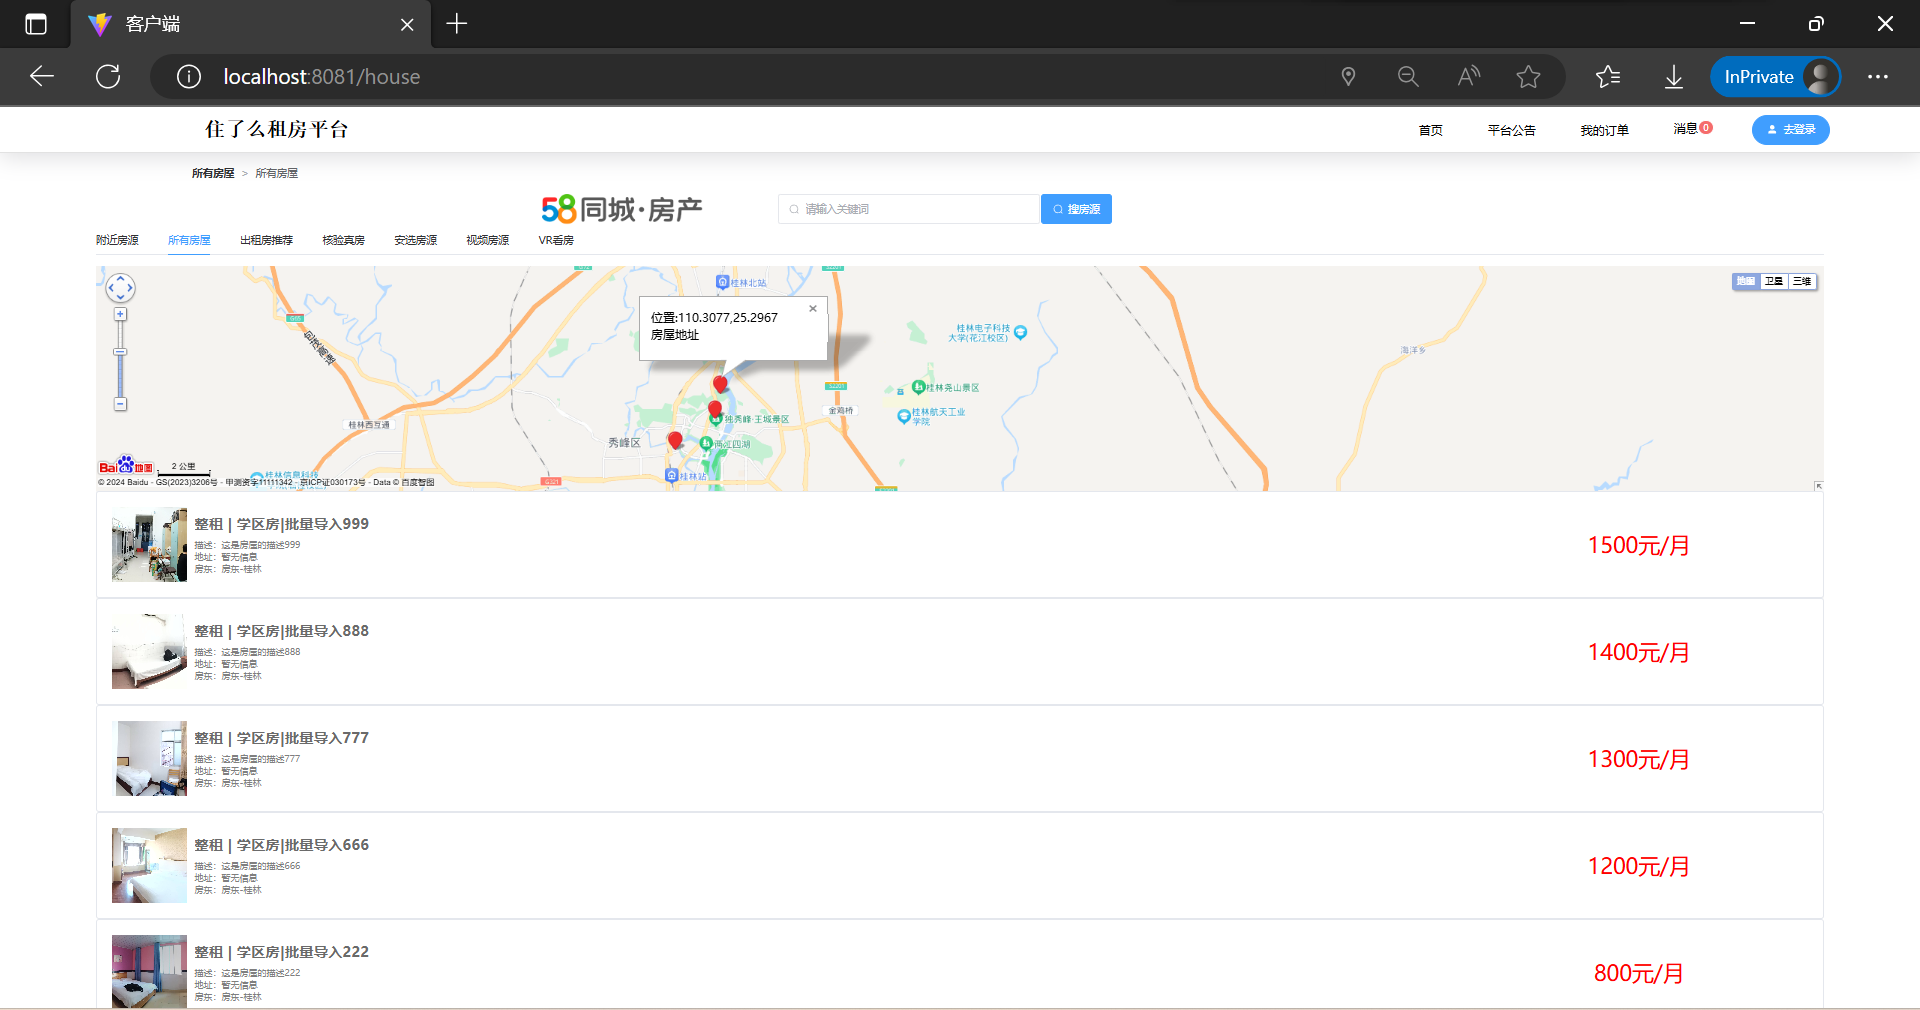 客户端
localhost:8081/house
InPrivate
住了么租房平台
首页
平台公告
我的订单
消息0
去登录
所有房屋 > 所有房屋
58同城·房产
请输入关键词
搜房源
附近房源
所有房屋
出租房推荐
核验真房
安选房源
视频房源
VR看房
地图
卫星
三维
桂林北站
位置:110.3077,25.2967
房屋地址
桂林电子科技
大学(花江校区)
海洋乡
包茂高速
桂林尧山景区
金鸡桥
桂林航天工业
学院
桂林西互通
独秀峰·王城景区
秀峰区
两江四湖
桂林站
桂林信息科技
Bai du 地图
2 公里
© 2024 Baidu - GS(2023)3206号 - 甲测资字11111342 - 京ICP证030173号 - Data © 百度智图
整租 | 学区房|批量导入999
描述：这是房屋的描述999
地址：暂无信息
房东：房东-桂林
1500元/月
整租 | 学区房|批量导入888
描述：这是房屋的描述888
地址：暂无信息
房东：房东-桂林
1400元/月
整租 | 学区房|批量导入777
描述：这是房屋的描述777
地址：暂无信息
房东：房东-桂林
1300元/月
整租 | 学区房|批量导入666
描述：这是房屋的描述666
地址：暂无信息
房东：房东-桂林
1200元/月
整租 | 学区房|批量导入222
描述：这是房屋的描述222
地址：暂无信息
房东：房东-桂林
800元/月